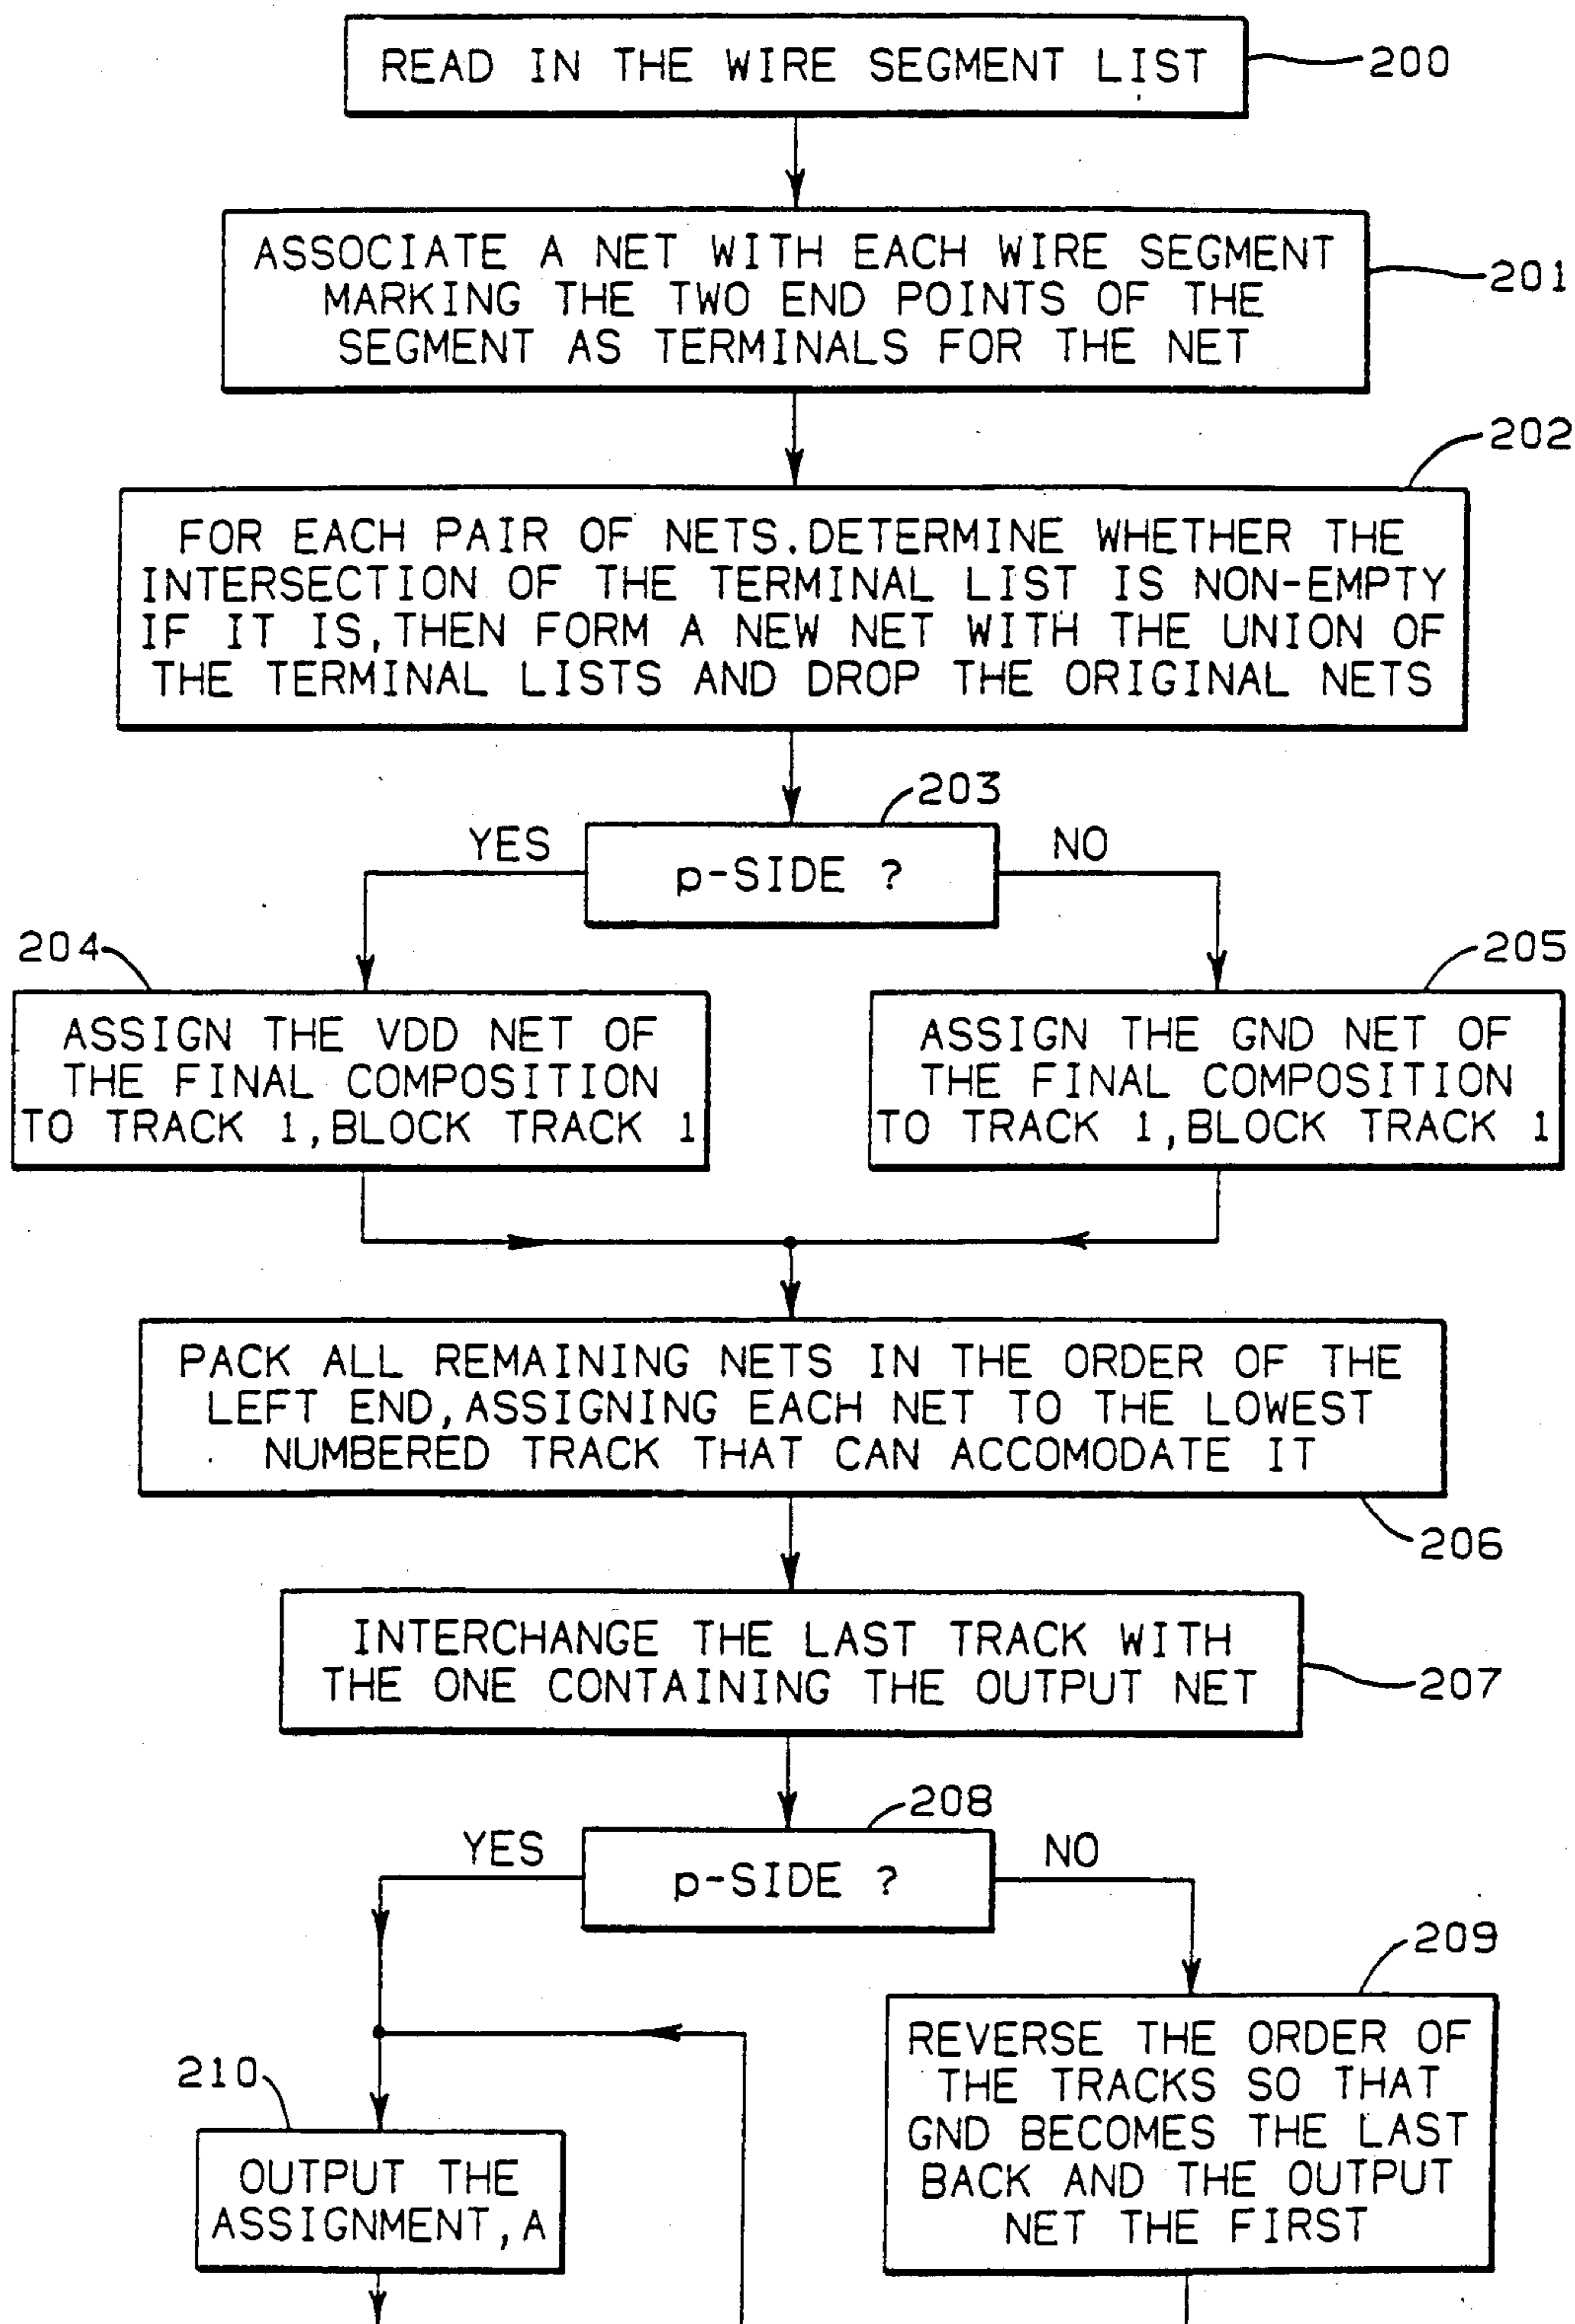 READ IN THE WIRE SEGMENT LIST
200
ASSOCIATE A NET WITH EACH WIRE SEGMENT
MARKING THE TWO END POINTS OF THE
SEGMENT AS TERMINALS FOR THE NET
201
202
FOR EACH PAIR OF NETS.DETERMINE WHETHER THE
INTERSECTION OF THE TERMINAL LIST IS NON-EMPTY
IF IT IS,THEN FORM A NEW NET WITH THE UNION OF
THE TERMINAL LISTS AND DROP THE ORIGINAL NETS
203
YES
p-SIDE ?
NO
204
ASSIGN THE VDD NET OF
THE FINAL COMPOSITION
TO TRACK 1,BLOCK TRACK 1
205
ASSIGN THE GND NET OF
THE FINAL COMPOSITION
TO TRACK 1,BLOCK TRACK 1
PACK ALL REMAINING NETS IN THE ORDER OF THE
LEFT END,ASSIGNING EACH NET TO THE LOWEST
NUMBERED TRACK THAT CAN ACCOMODATE IT
206
INTERCHANGE THE LAST TRACK WITH
THE ONE CONTAINING THE OUTPUT NET
207
208
YES
p-SIDE ?
NO
209
REVERSE THE ORDER OF
THE TRACKS SO THAT
GND BECOMES THE LAST
BACK AND THE OUTPUT
NET THE FIRST
210
OUTPUT THE
ASSIGNMENT,A